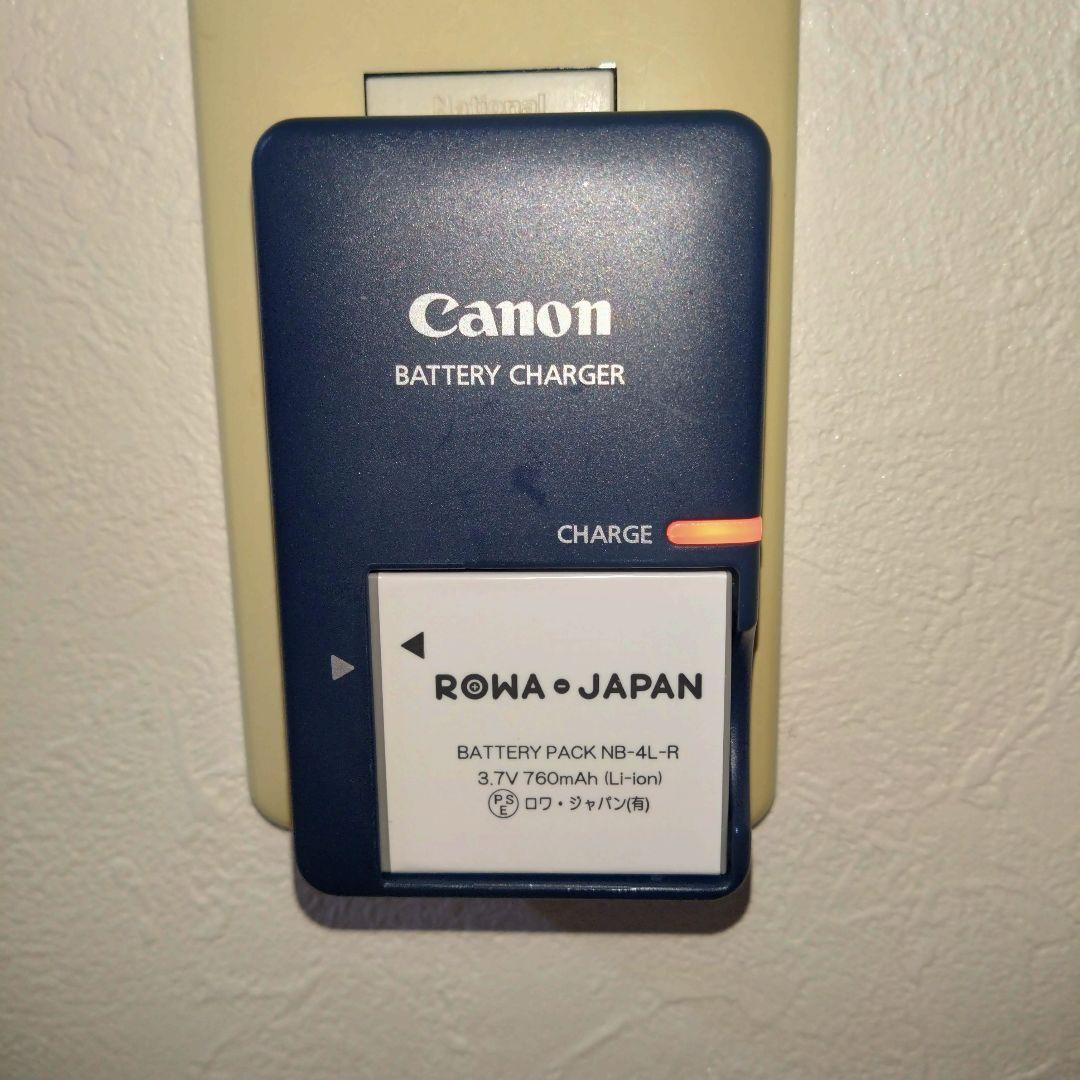 National
Canon
BATTERY CHARGER
CHARGE
ROWA JAPAN
BATTERY PACK NB-4L-R
3.7V 760mAh (Li-ion)
PSE ロワ・ジャパン(有)